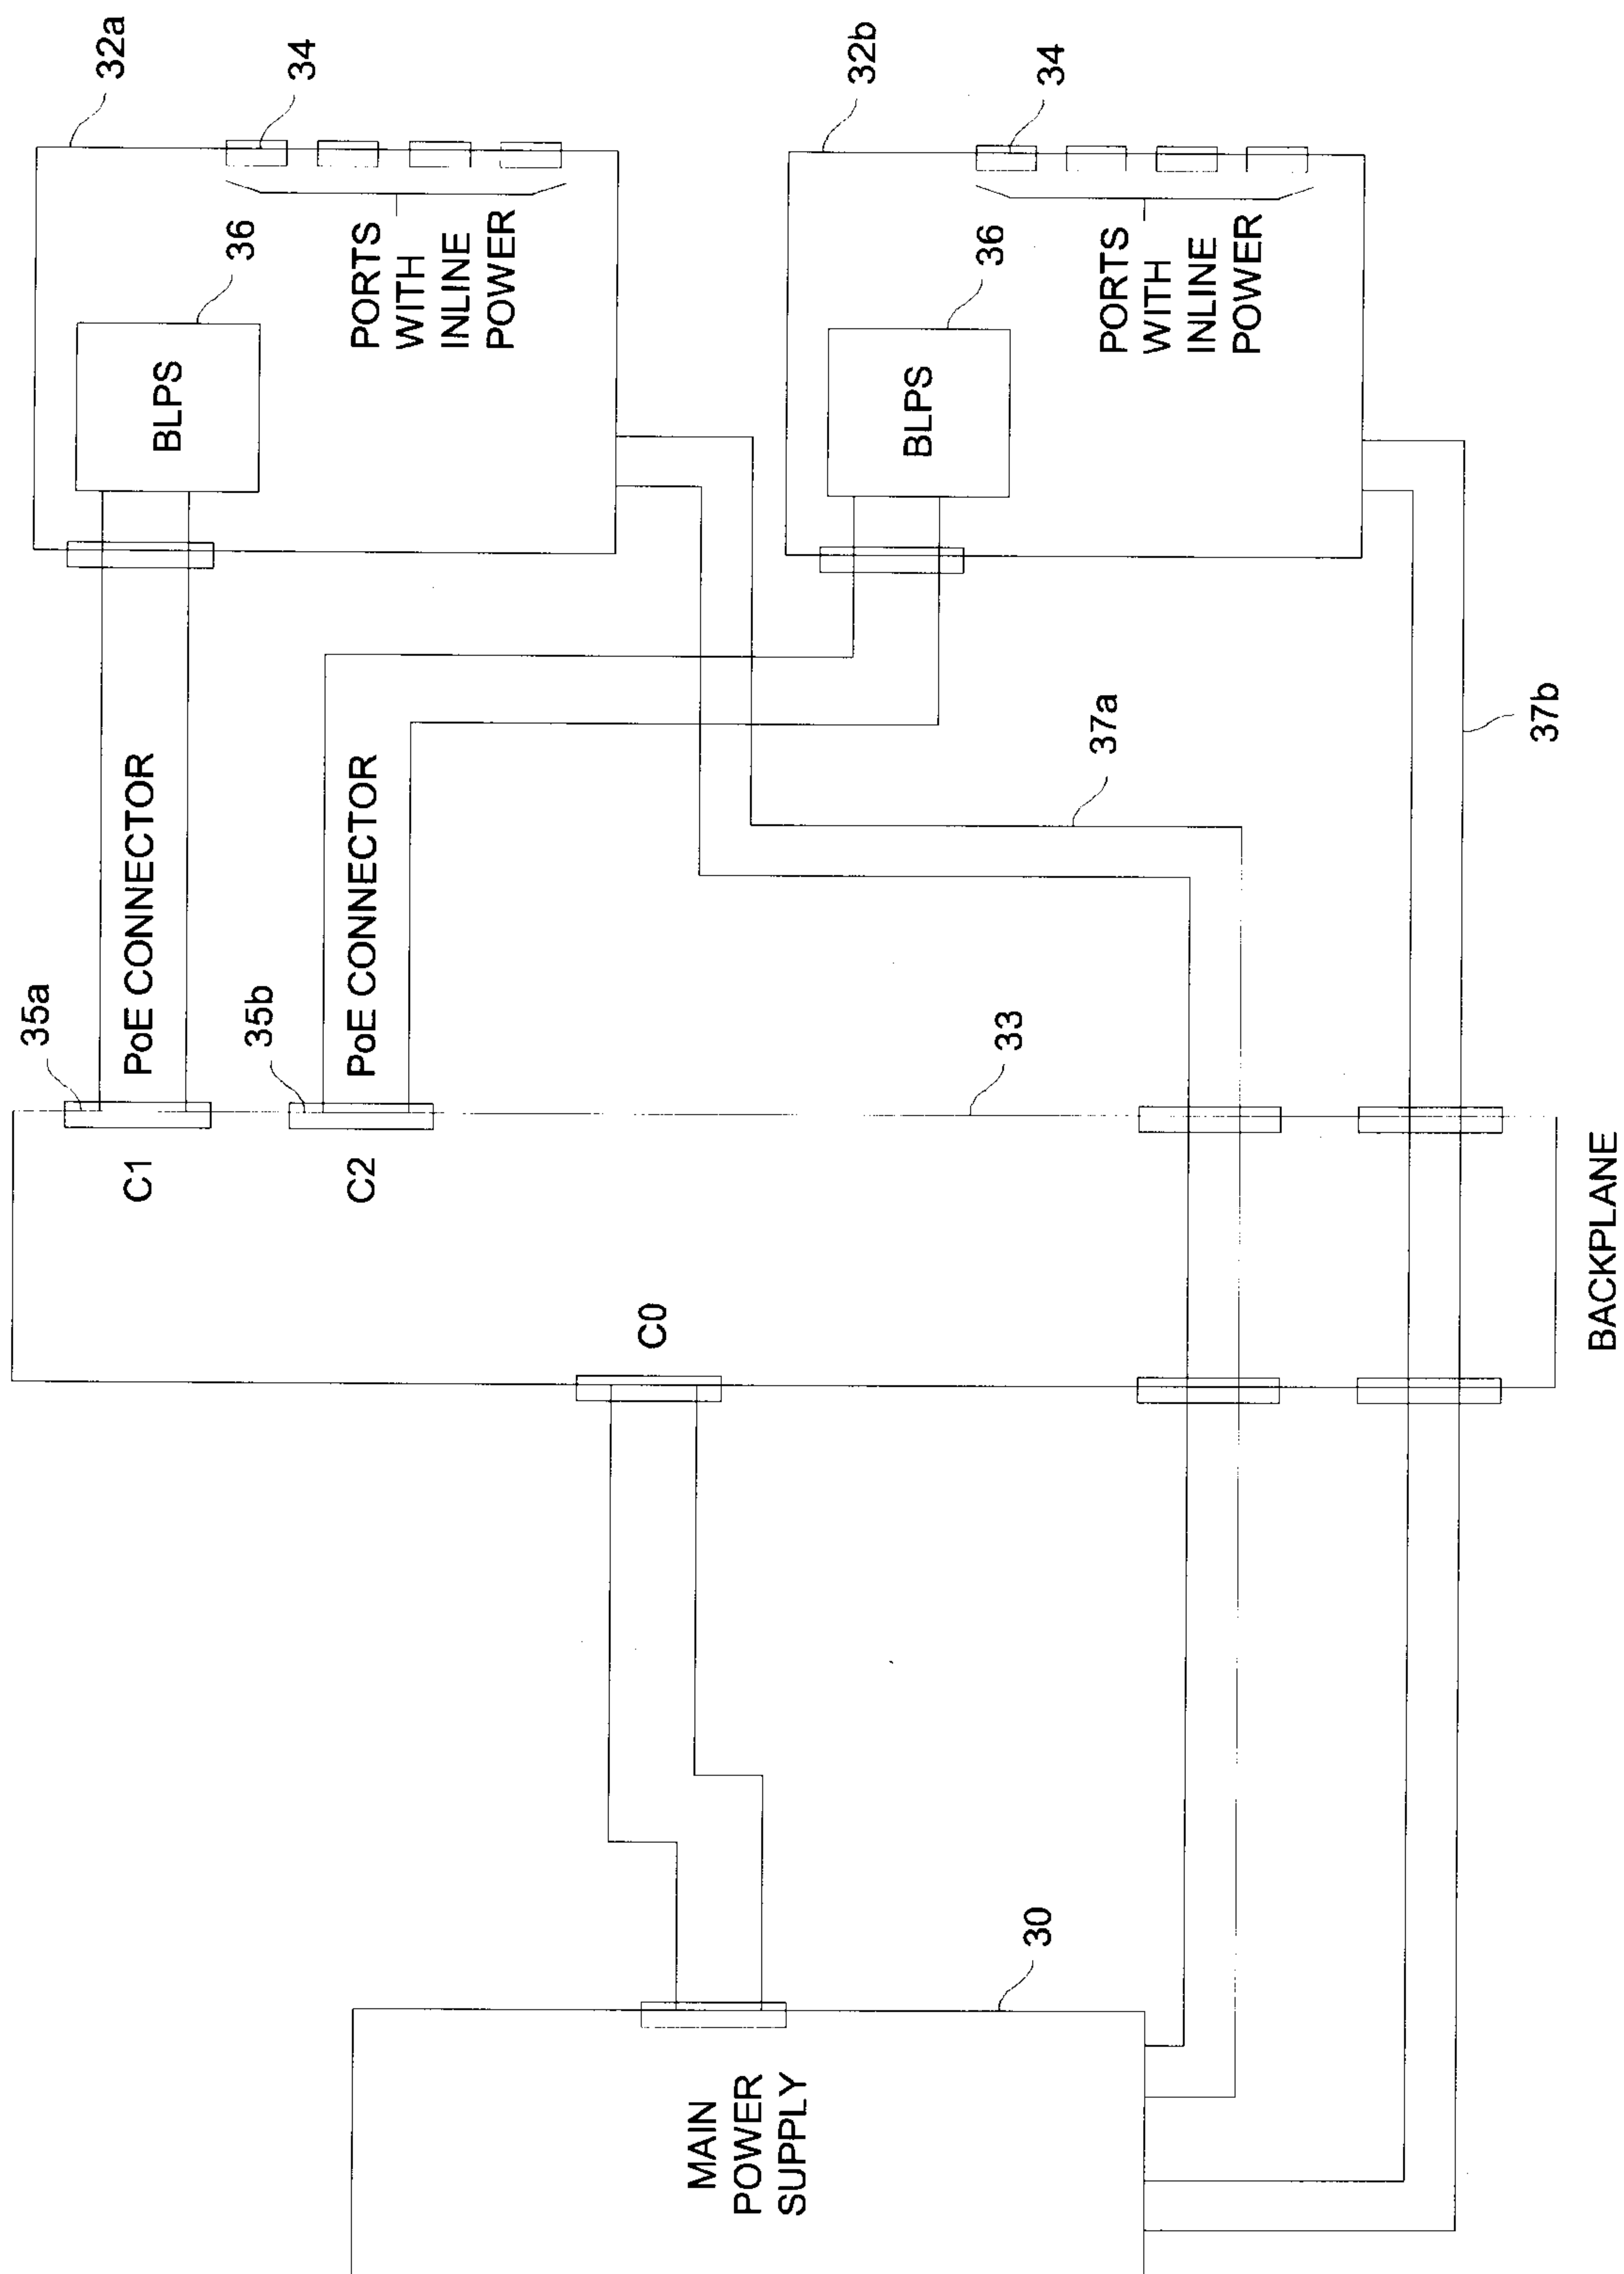 32a
34
36
BLPS
PORTS
WITH
INLINE
POWER
32b
34
36
BLPS
PORTS
WITH
INLINE
POWER
35a
PoE CONNECTOR
C1
35b
PoE CONNECTOR
C2
37a
37b
33
C0
BACKPLANE
30
MAIN
POWER
SUPPLY